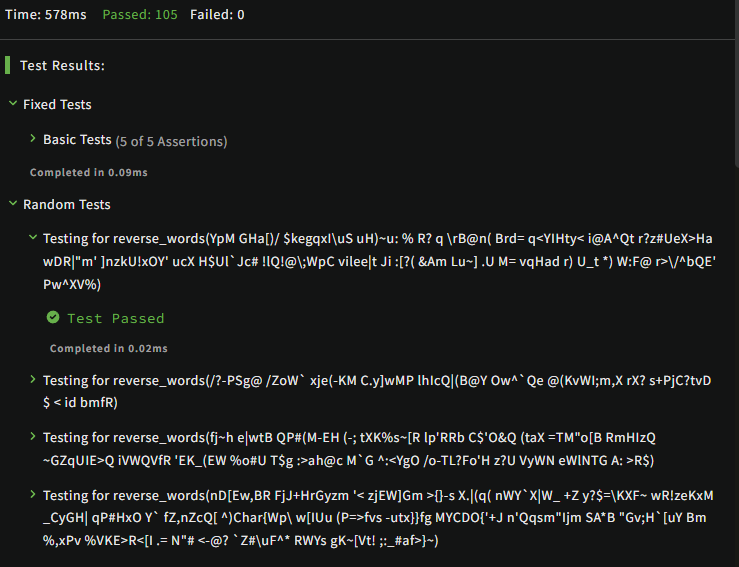 Time: 578ms Passed: 105 Failed: 0
Test Results:
Fixed Tests
Basic Tests (5 of 5 Assertions)
Completed in 0.09ms
Random Tests
Testing for reverse_words(YpM GHa[)/ $kegqxI\uS uH)~u: % R? q \rB@n( Brd= q<YIHty< i@A^Qt r?z#UeX>Ha
wDR|"m' ]nzkU!xOY' ucX H$Ul`Jc# !lQ!@\;WpC vilee|t Ji :[?( &Am Lu~] .U M= vqHad r) U_t *) W:F@ r>\/^bQE'
Pw^XV%)
Test Passed
Completed in 0.02ms
Testing for reverse_words(/?-PSg@ /ZoW` xje(-KM C.y]wMP lhIcQ|(B@Y Ow^`Qe @(KvWI;m,X rX? s+PjC?tvD
$ < id bmfR)
Testing for reverse_words(fj~h e|wtB QP#(M-EH (-; tXK%s~[R lp'RRb C$'O&Q (taX =TM"o[B RmHIzQ
~GZqUIE>Q iVWQVfR 'EK_(EW %o#U T$g :>ah@c M`G ^:<YgO /o-TL?Fo'H z?U VyWN eWlNTG A: >R$)
Testing for reverse_words(nD[Ew,BR FjJ+HrGyzm '< zjEW]Gm >{}-s X.|(q( nWY`X|W_ +Z y?$=\KXF~ wR!zeKxM
_CyGH| qP#HxO Y` fZ,nZcQ[ ^)Char{Wp\ w[IUu (P=>fvs -utx}}fg MYCDO{'+J n'Qqsm"Ijm SA*B "Gv;H`[uY Bm
%,xPv %VKE>R<[I .= N"# <-@? `Z#\uF^* RWYs gK~[Vt! ;:_#af>}~)